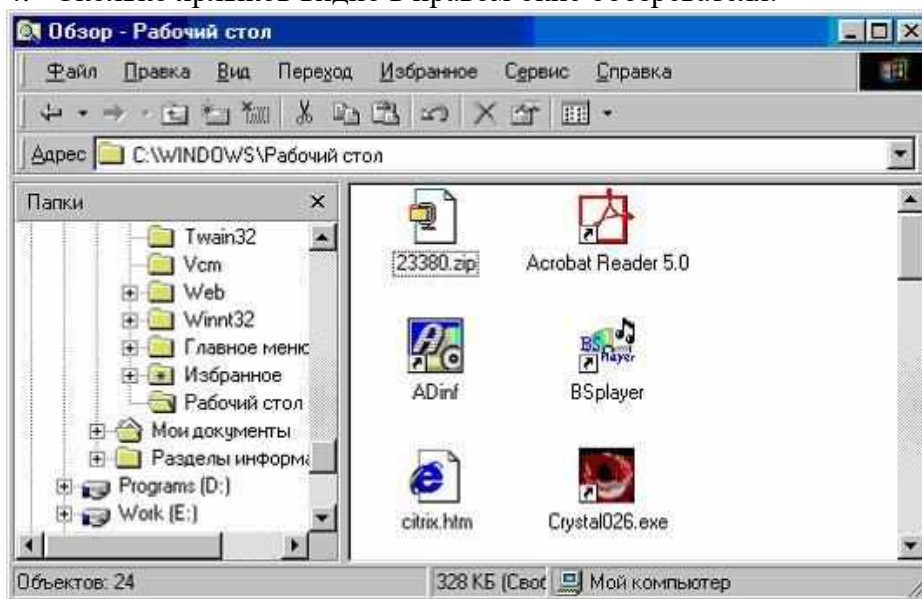 Обзор - Рабочий стол
Файл Правка Вид Переход Избранное Сервис Справка
Адрес C:\WINDOWS\Рабочий стол
Папки
Twain32
Vcm
Web
Winnt32
Главное меню
Избранное
Рабочий стол
Мои документы
Разделы информа
Programs (D:)
Work (E:)
23380.zip
Acrobat Reader 5.0
ADinf
BSplayer
citrix.htm
Crystal026.exe
Объектов: 24
328 КБ (Своб
Мой компьютер